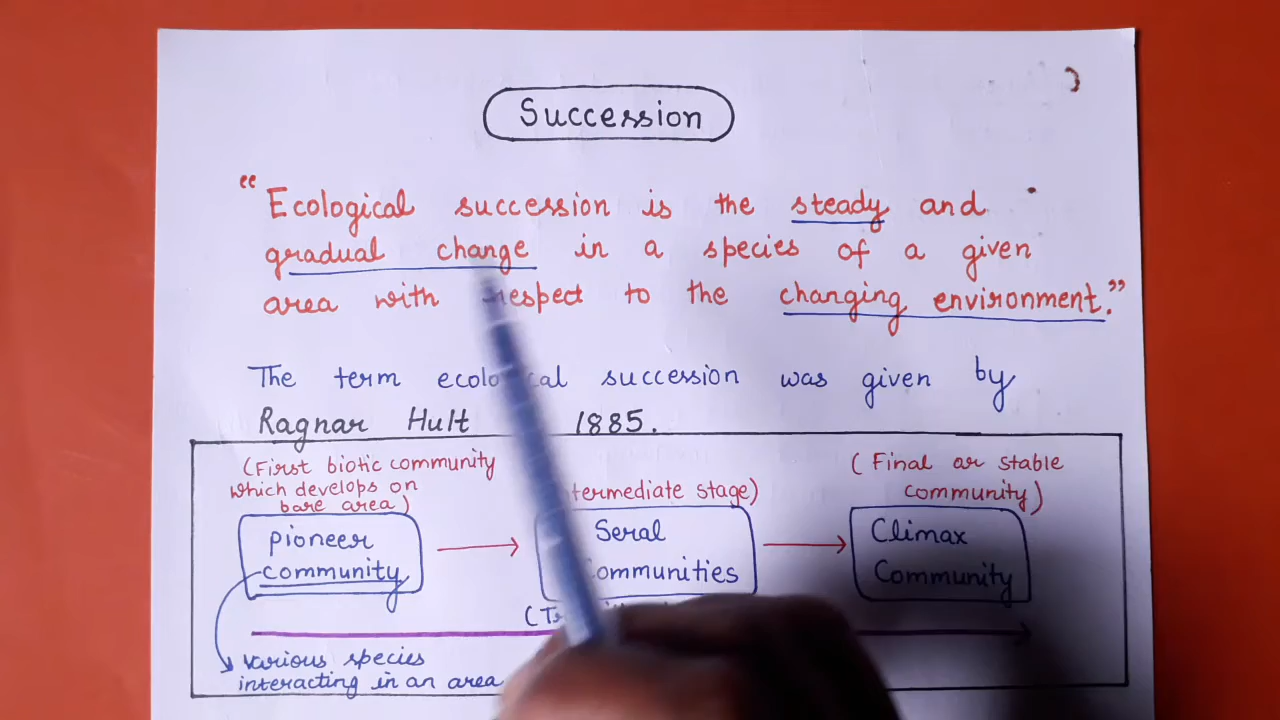 Succession
"Ecological succession is the steady and
gradual change in a species of a given
area with respect to the changing environment."
The term ecological succession was given by
Ragnar Hult 1885.
(First biotic community
which develops on
bare area)
pioneer
community
(Intermediate stage)
Seral
Communities
(Final or stable
community)
Climax
Community
various species
interacting in an area